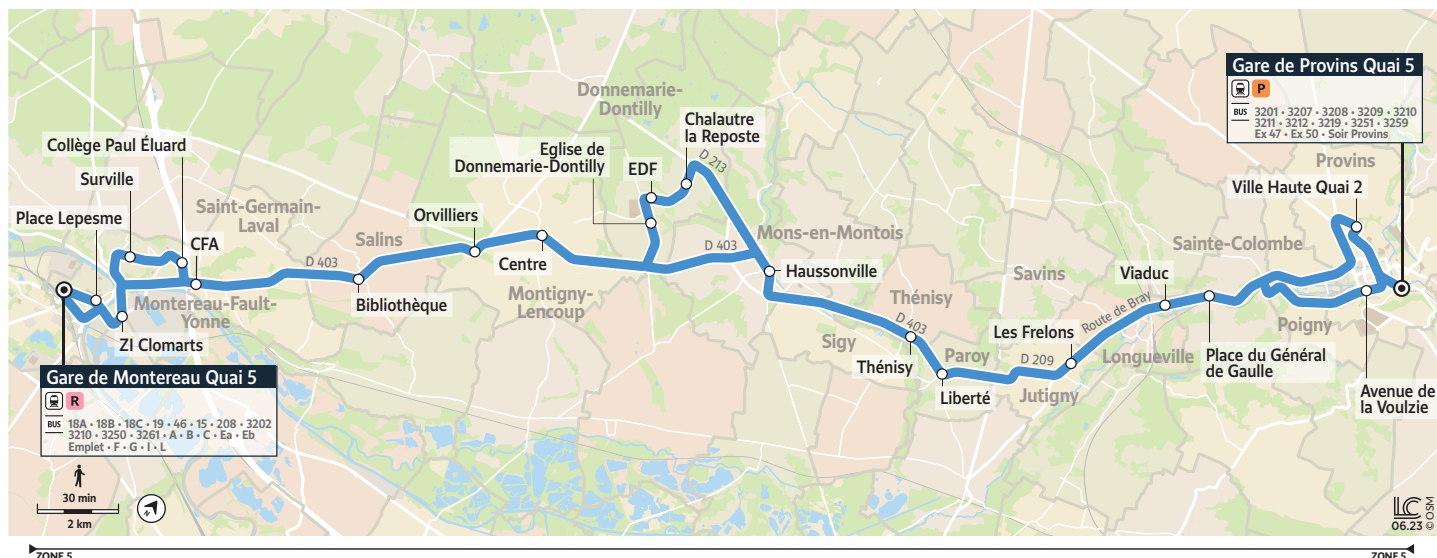 Gare de Provins Quai 5
P
BUS 3201 • 3207 • 3208 • 3209 • 3210
3211 • 3212 • 3219 • 3251 • 3259
Ex 47 • Ex 50 • Soir Provins
Donnemarie-
Dontilly
Chalautre
la Reposte
Collège Paul Éluard
Eglise de
Donnemarie-Dontilly
EDF
D 213
Provins
Surville
Ville Haute Quai 2
Place Lepesme
Saint-Germain-
Laval
Orvilliers
CFA
Salins
D 403
Centre
D 403
Mons-en-Montois
Haussonville
Sainte-Colombe
Savins
Viaduc
Bibliothèque
Montereau-Fault-
Yonne
Montigny-
Lencoup
Thénisy
D 403
Route de Bray
ZI Clomarts
Sigy
Les Frelons
Poigny
Thénisy
Paroy
D 209
Longueville
Place du Général
de Gaulle
Jutigny
Liberté
Avenue de
la Voulzie
Gare de Montereau Quai 5
R
BUS 18A • 18B • 18C • 19 • 46 • 15 • 208 • 3202
3210 • 3250 • 3261 • A • B • C • Ea • Eb
Emplet • F • G • I • L
30 min
2 km
LC
06.23 © OSM
ZONE 5
ZONE 5